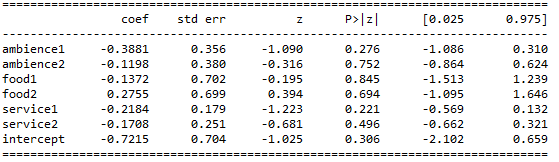 coef std err z P>|z| [0.025 0.975]
ambience1 -0.3881 0.356 -1.090 0.276 -1.086 0.310
ambience2 -0.1198 0.380 -0.316 0.752 -0.864 0.624
food1 -0.1372 0.702 -0.195 0.845 -1.513 1.239
food2 0.2755 0.699 0.394 0.694 -1.095 1.646
service1 -0.2184 0.179 -1.223 0.221 -0.569 0.132
service2 -0.1708 0.251 -0.681 0.496 -0.662 0.321
intercept -0.7215 0.704 -1.025 0.306 -2.102 0.659